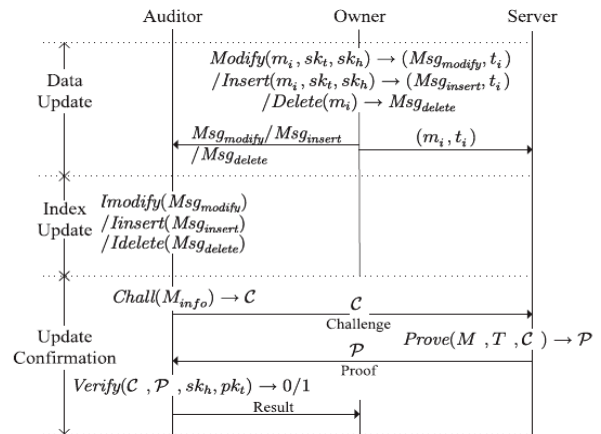 Auditor Owner Server
Modify(m_i, sk_t, sk_h) → (Msg_modify, t_i)
/Insert(m_i, sk_t, sk_h) → (Msg_insert, t_i)
/Delete(m_i) → Msg_delete
Data
Update
Msg_modify/Msg_insert
/Msg_delete
(m_i, t_i)
Index
Update
Imodify(Msg_modify)
/Iinsert(Msg_insert)
/Idelete(Msg_delete)
Chall(M_info) → C
C
Challenge
Update
Confirmation
Prove(M , T , C ) → P
P
Proof
Verify(C , P , sk_h, pk_t) → 0/1
Result